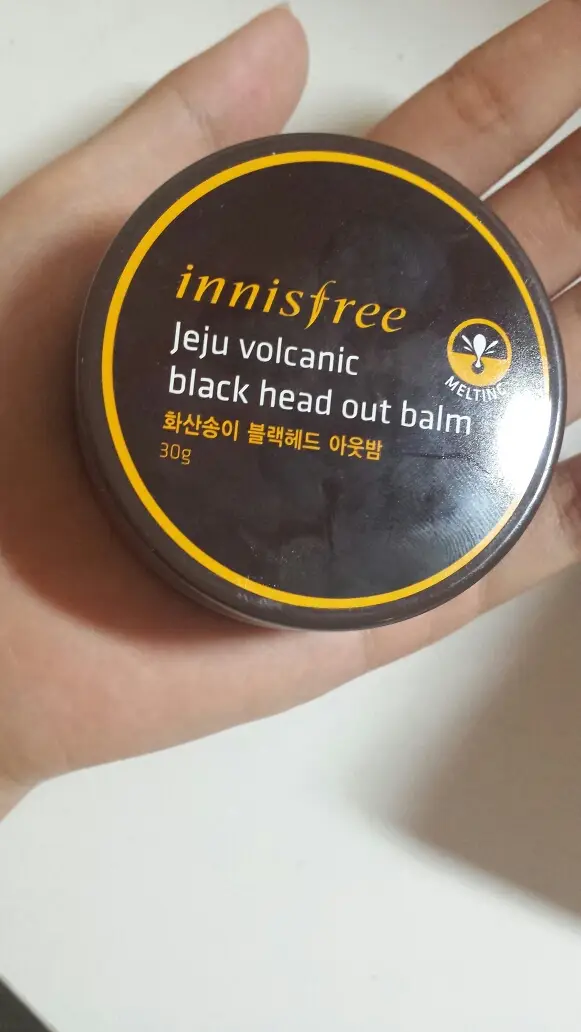 innisfree
Jeju volcanic
black head out balm
화산송이 블랙헤드 아웃밤
30g
MELTING